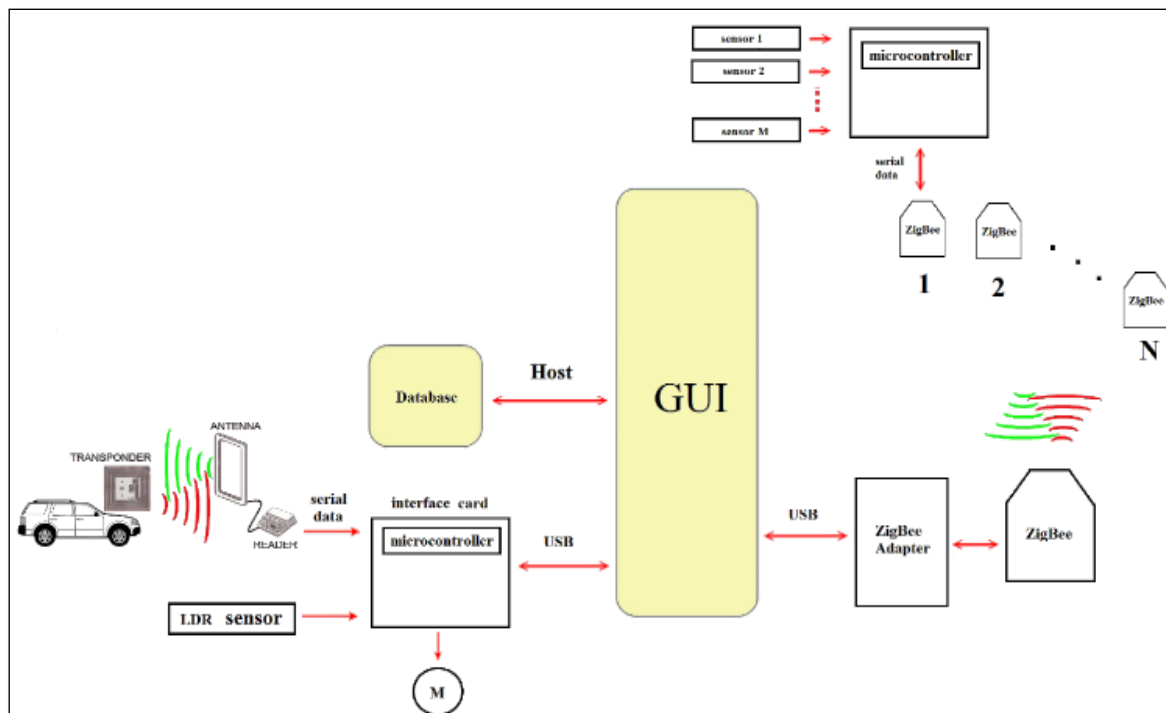 sensor 1
sensor 2
sensor M
microcontroller
serial
data
ZigBee
ZigBee
1
2
ZigBee
N
Host
Database
GUI
ANTENNA
TRANSPONDER
READER
serial
data
interface card
microcontroller
USB
LDR sensor
M
USB
ZigBee
Adapter
ZigBee